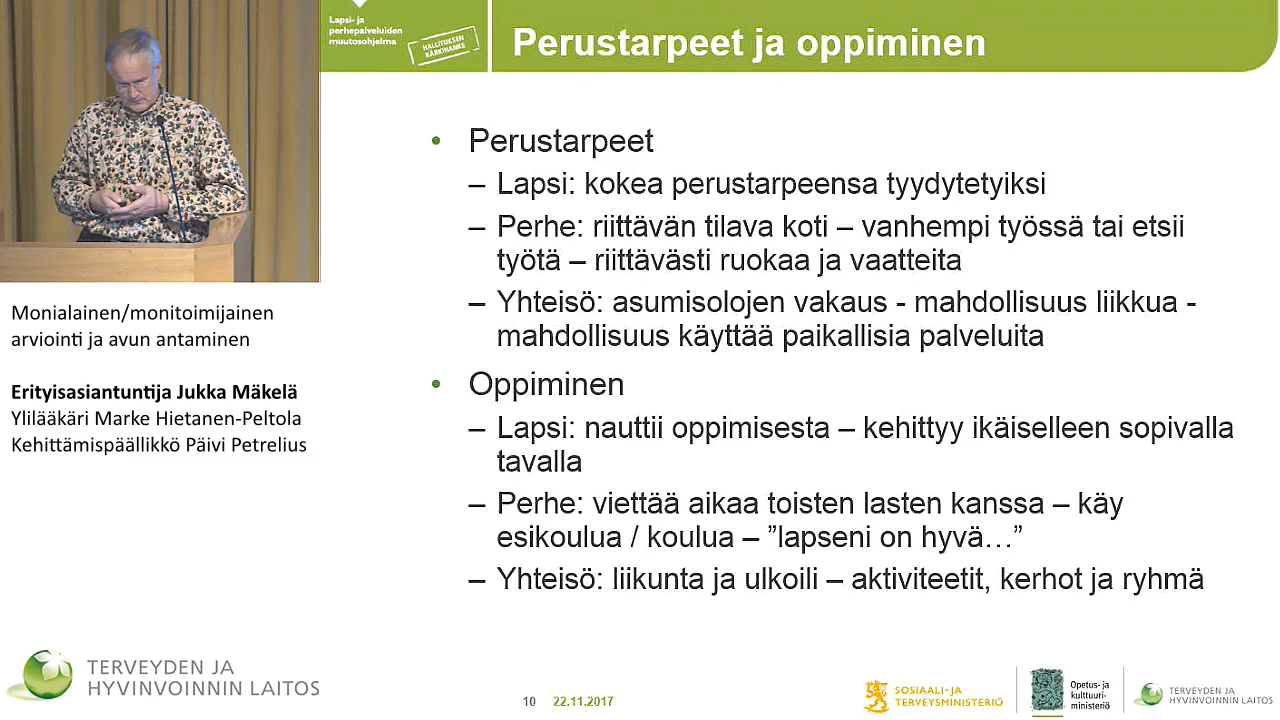 Lapsi- ja
perhepalveluiden
muutosohjelma
HALLITUKSEN
KÄRKIHANKE
Perustarpeet ja oppiminen
• Perustarpeet
– Lapsi: kokea perustarpeensa tyydytetyiksi
– Perhe: riittävän tilava koti – vanhempi työssä tai etsii
työtä – riittävästi ruokaa ja vaatteita
– Yhteisö: asumisolojen vakaus - mahdollisuus liikkua -
mahdollisuus käyttää paikallisia palveluita
• Oppiminen
– Lapsi: nauttii oppimisesta – kehittyy ikäiselleen sopivalla
tavalla
– Perhe: viettää aikaa toisten lasten kanssa – käy
esikoulua / koulua – ”lapseni on hyvä…”
– Yhteisö: liikunta ja ulkoili – aktiviteetit, kerhot ja ryhmä
Monialainen/monitoimijainen
arviointi ja avun antaminen
Erityisasiantuntija Jukka Mäkelä
Ylilääkäri Marke Hietanen-Peltola
Kehittämispäällikkö Päivi Petrelius
TERVEYDEN JA
HYVINVOINNIN LAITOS
10 22.11.2017
SOSIAALI- JA
TERVEYSMINISTERIÖ
Opetus- ja
kulttuuri-
ministeriö
TERVEYDEN JA
HYVINVOINNIN LAITOS